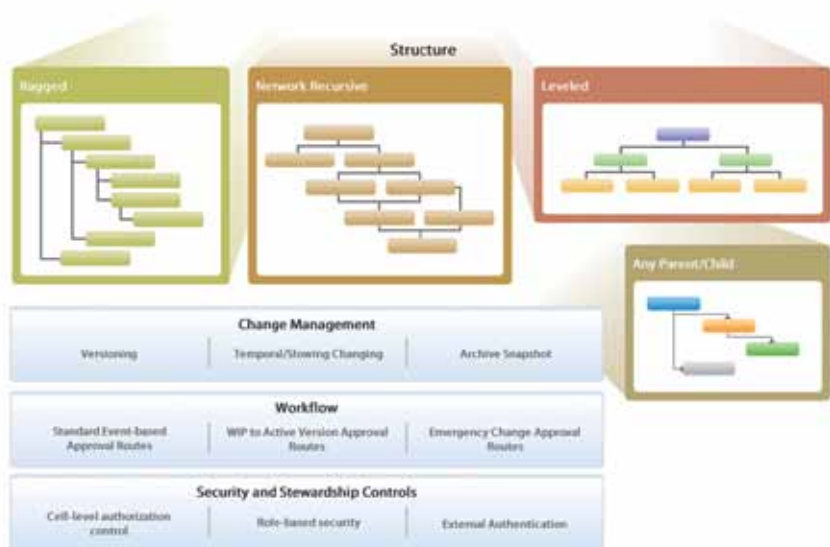 Structure
Ragged
Network Recursive
Leveled
Any Parent/Child
Change Management
Versioning
Temporal/Slowing Changing
Archive Snapshot
Workflow
Standard Event-based
Approval Routes
WIP to Active Version Approval
Routes
Emergency Change Approval
Routes
Security and Stewardship Controls
Cell-level authorization
control
Role-based security
External Authentication